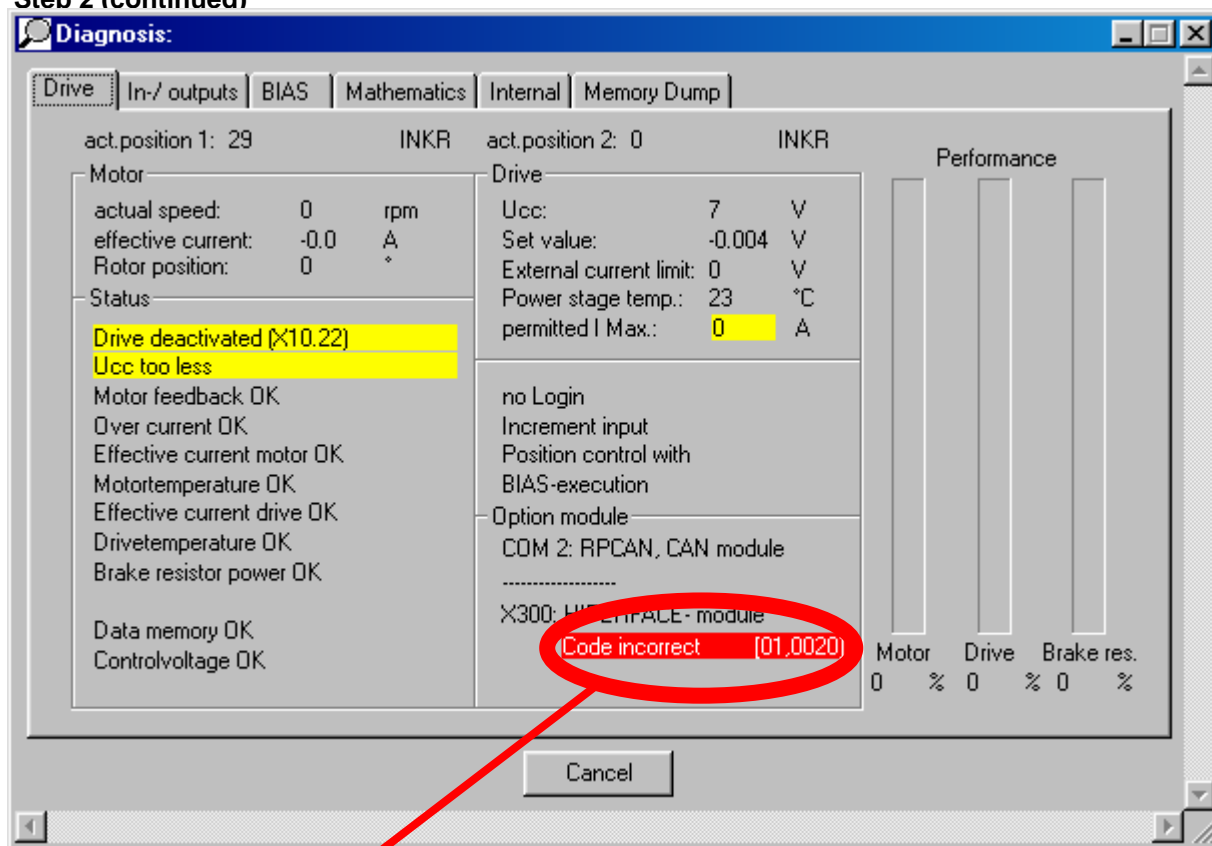 Step 2 (continued)
Diagnosis:
Drive In-/ outputs BIAS Mathematics Internal Memory Dump
act.position 1: 29 INKR act.position 2: 0 INKR
Motor
actual speed: 0 rpm
effective current: -0.0 A
Rotor position: 0 °
Status
Drive deactivated (X10.22)
Ucc too less
Motor feedback OK
Over current OK
Effective current motor OK
Motortemperature OK
Effective current drive OK
Drivetemperature OK
Brake resistor power OK
Data memory OK
Controlvoltage OK
Drive
Ucc: 7 V
Set value: -0.004 V
External current limit: 0 V
Power stage temp.: 23 °C
permitted I Max.: 0 A
no Login
Increment input
Position control with
BIAS-execution
Option module
COM 2: RPCAN, CAN module
-------------------
X300: module
(Code incorrect [01,0020)
Performance
Motor Drive Brake res.
0 % 0 % 0 %
Cancel